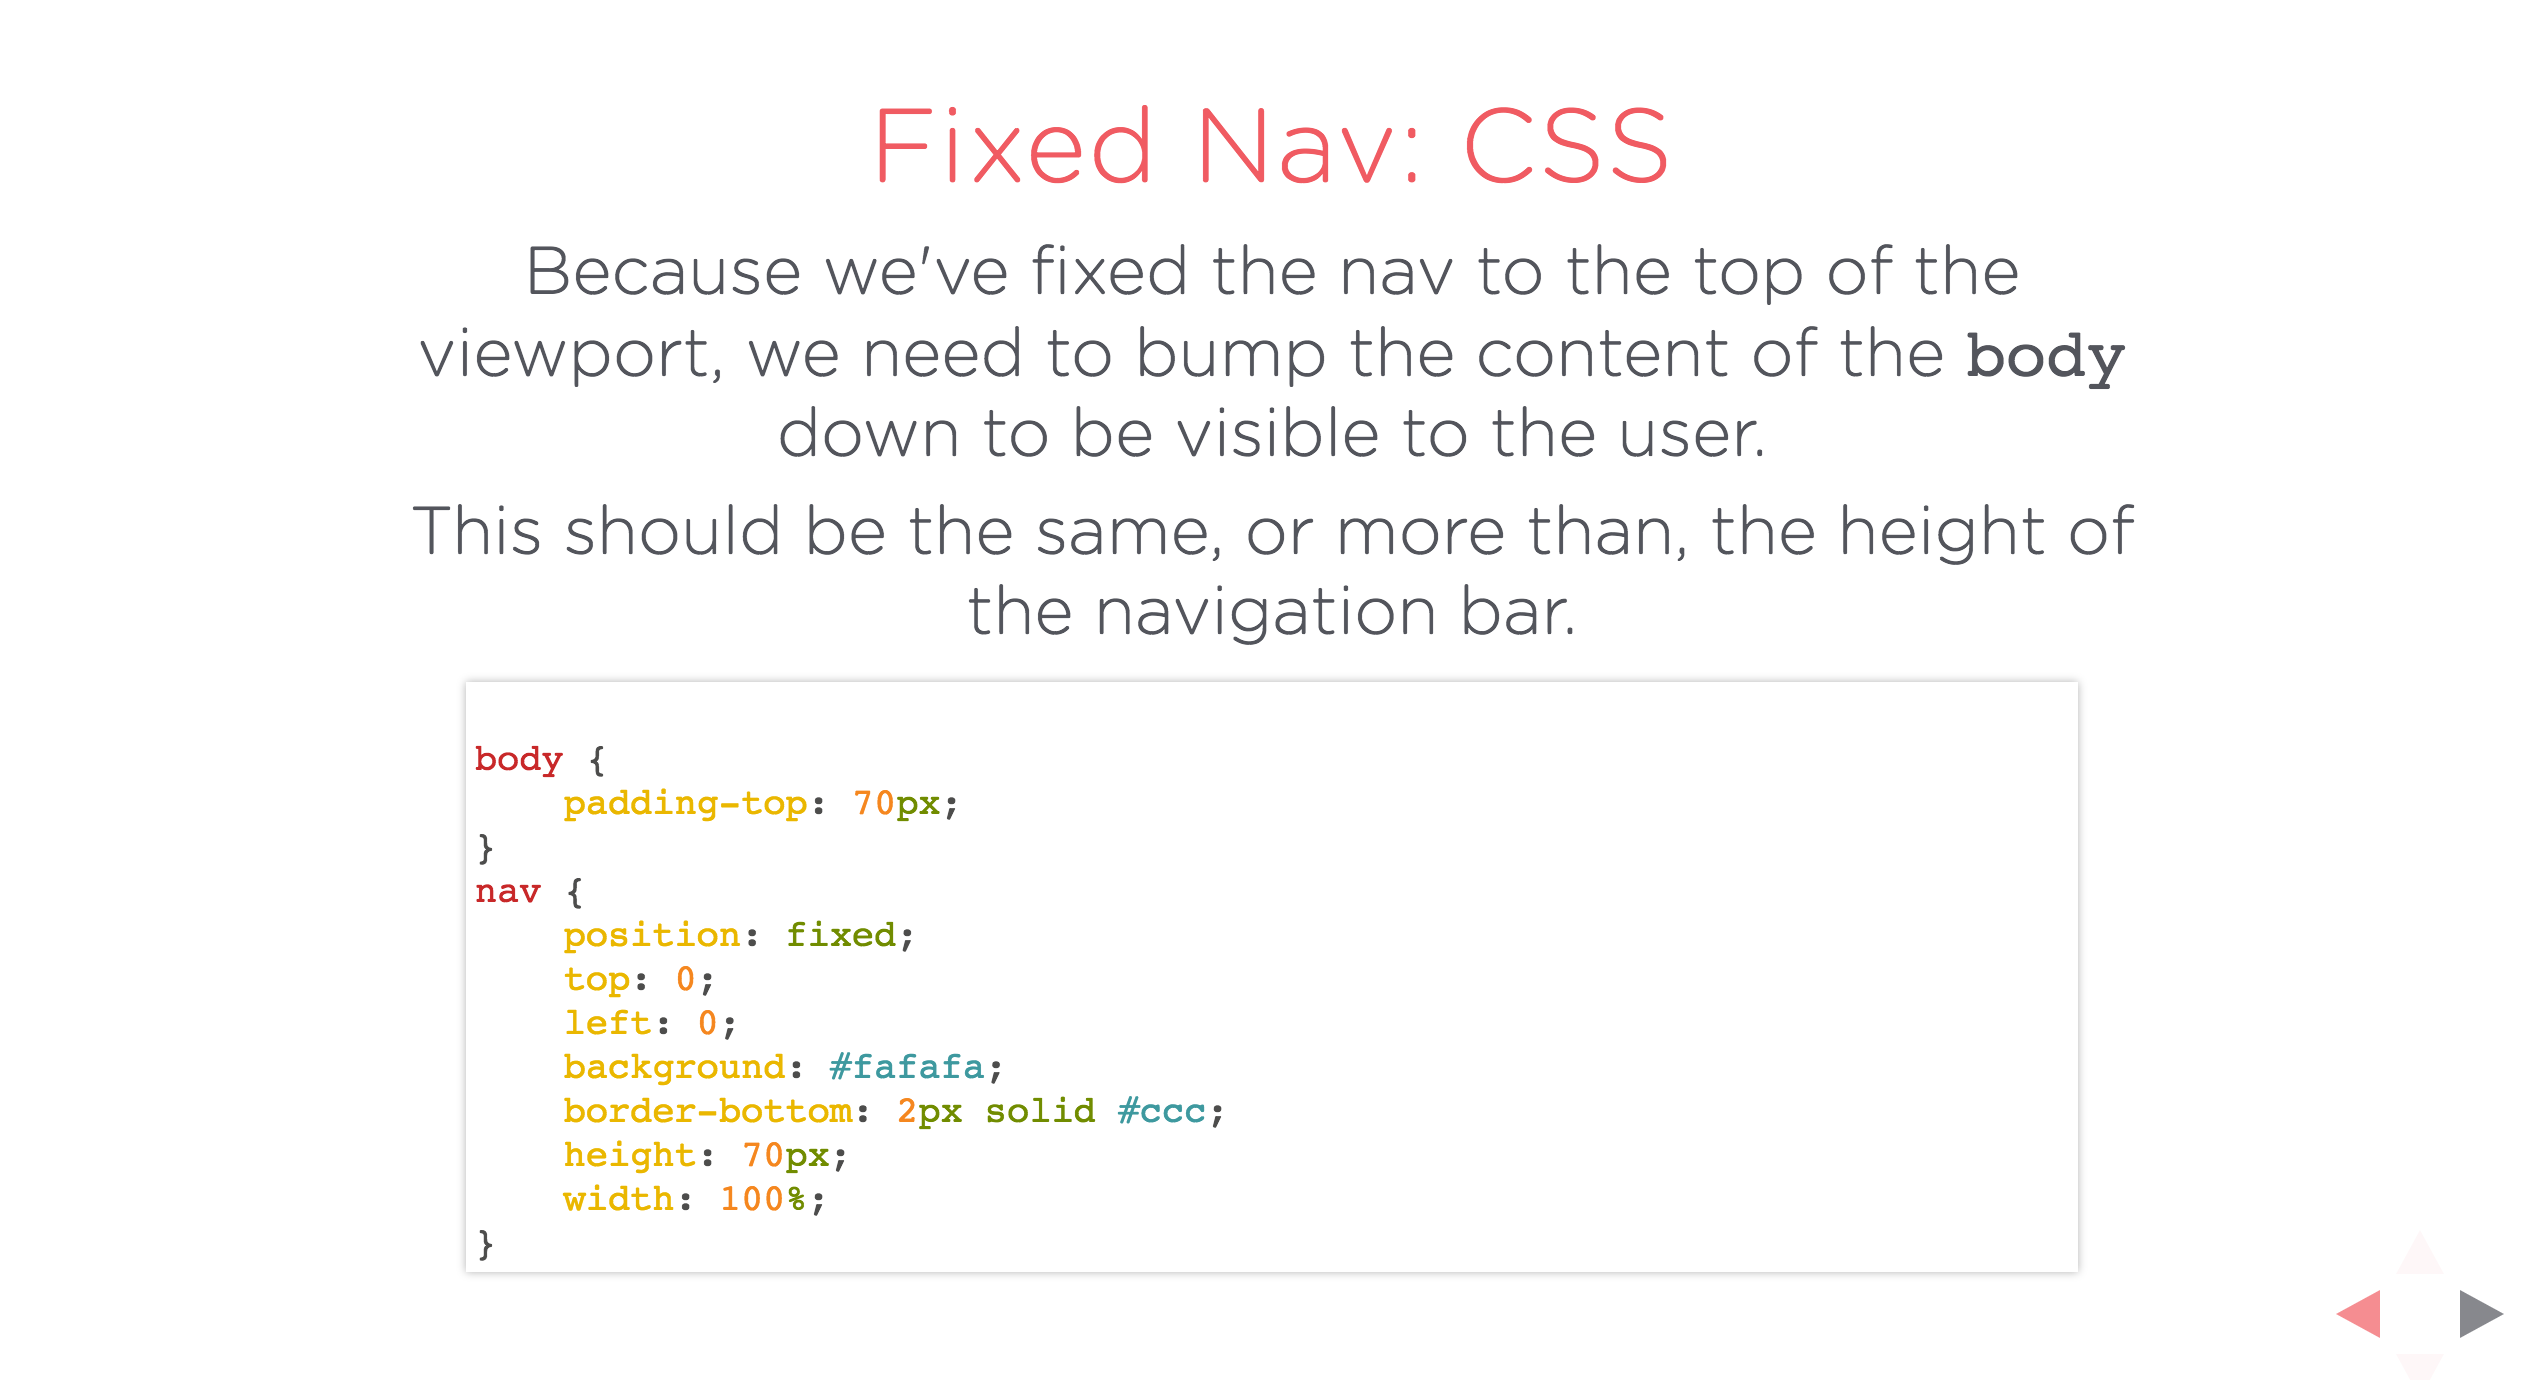 Fixed Nav: CSS
Because we've fixed the nav to the top of the
viewport, we need to bump the content of the body
down to be visible to the user.
This should be the same, or more than, the height of
the navigation bar.
body {
    padding-top: 70px;
}
nav {
    position: fixed;
    top: 0;
    left: 0;
    background: #fafafa;
    border-bottom: 2px solid #ccc;
    height: 70px;
    width: 100%;
}